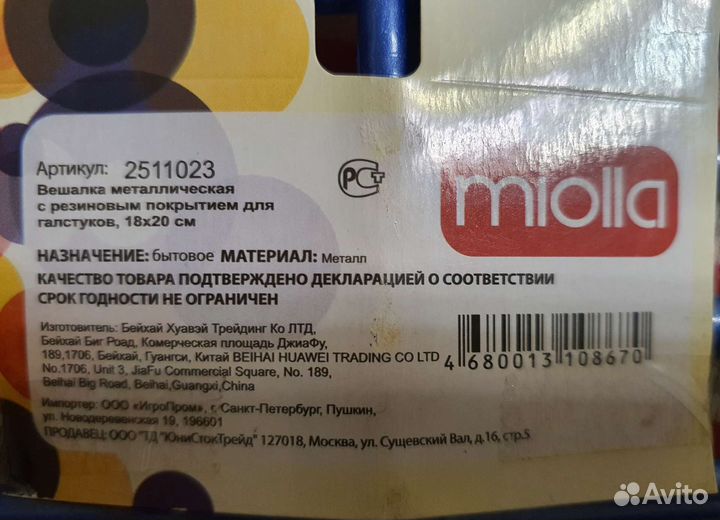 Артикул: 2511023
Вешалка металлическая
с резиновым покрытием для
галстуков, 18х20 см
РСТ
miolla
НАЗНАЧЕНИЕ: бытовое МАТЕРИАЛ: Металл
КАЧЕСТВО ТОВАРА ПОДТВЕРЖДЕНО ДЕКЛАРАЦИЕЙ О СООТВЕТСТВИИ
СРОК ГОДНОСТИ НЕ ОГРАНИЧЕН
Изготовитель: Бейхай Хуавэй Трейдинг Ко ЛТД,
Бейхай Биг Роад, Комерческая площадь ДжиаФу,
189,1706, Бейхай, Гуангси, Китай BEIHAI HUAWEI TRADING CO LTD
No.1706, Unit 3, JiaFu Commercial Square, No. 189,
Beihai Big Road, Beihai,Guangxi,China
4 680013 108670
Импортер: ООО «ИгроПром», г. Санкт-Петербург, Пушкин,
ул. Новодеревенская 19, 196601
ПРОДАВЕЦ: ООО "ТД "ЮниСтокТрейд" 127018, Москва, ул. Сущевский Вал, д.16, стр.5
Avito